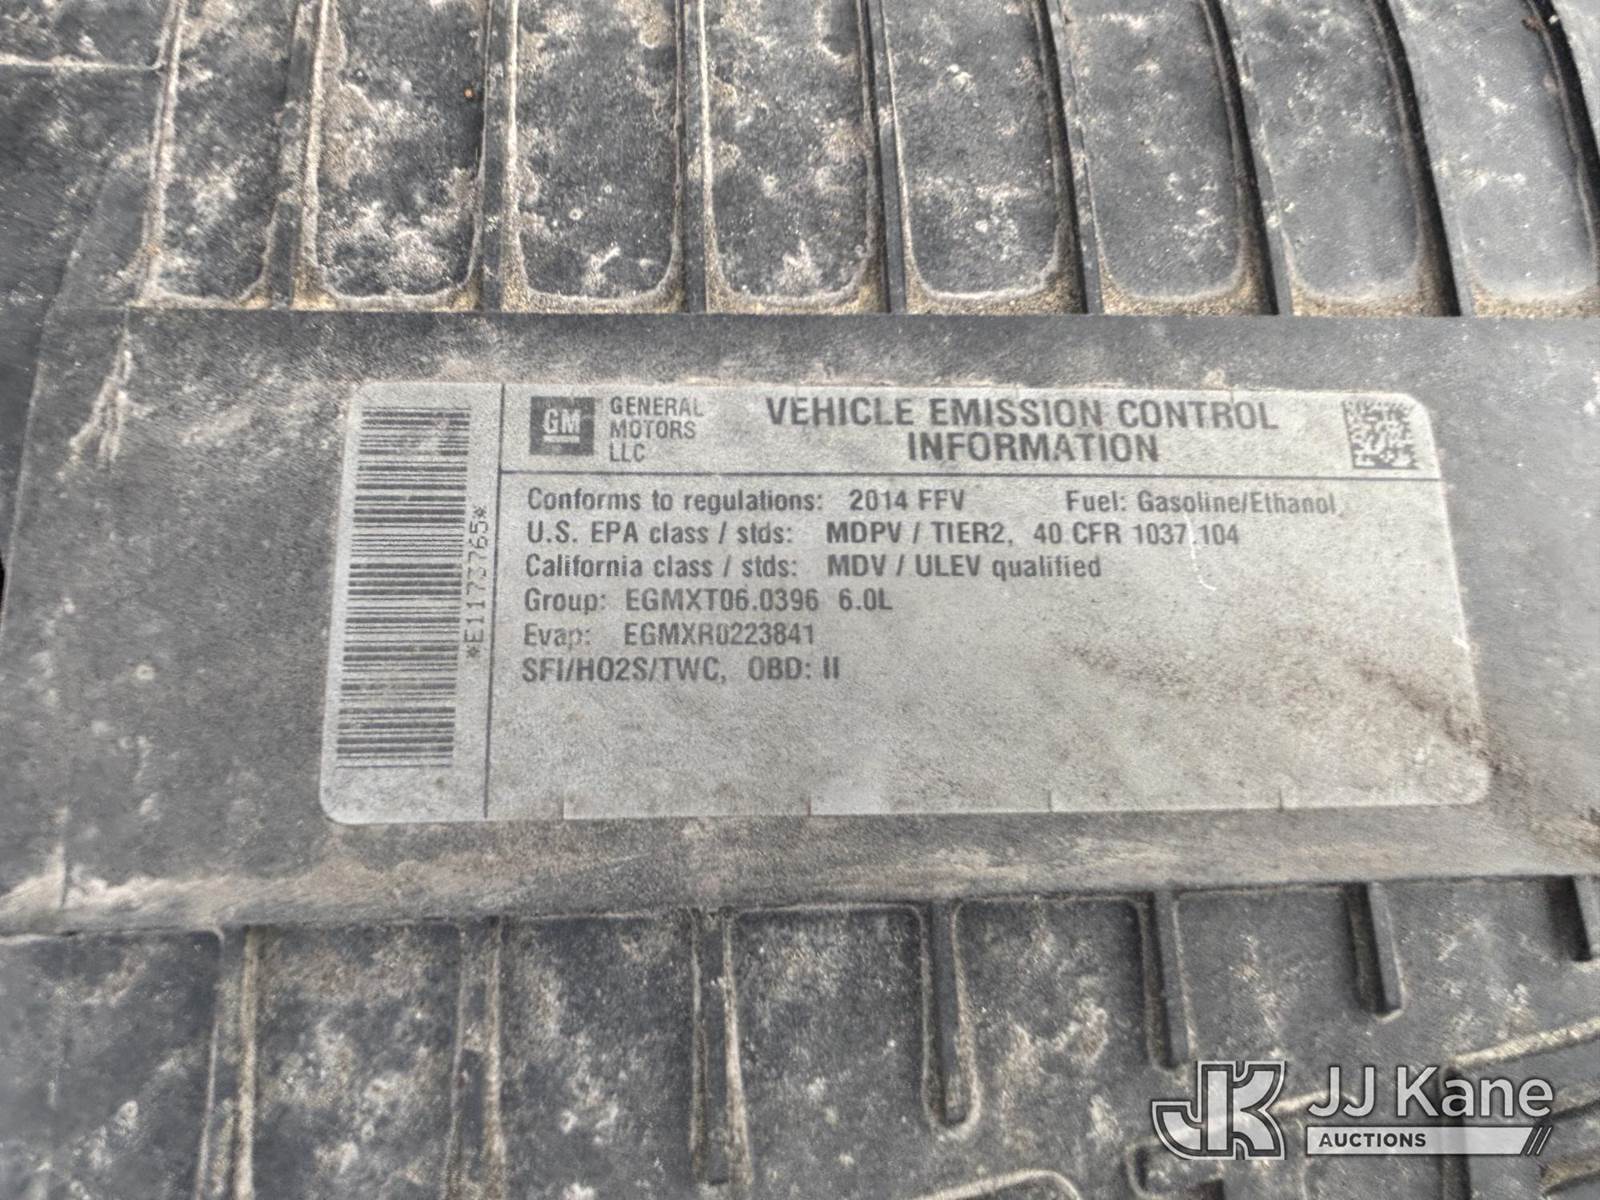 GM
GENERAL
MOTORS
LLC
VEHICLE EMISSION CONTROL
INFORMATION
Conforms to regulations: 2014 FFV Fuel: Gasoline/Ethanol
U.S. EPA class / stds: MDPV / TIER2, 40 CFR 1037.104
California class / stds: MDV / ULEV qualified
Group: EGMXT06.0396 6.0L
Evap: EGMXR0223841
SFI/HO2S/TWC, OBD: II
*E1173765*
JK JJ Kane
AUCTIONS